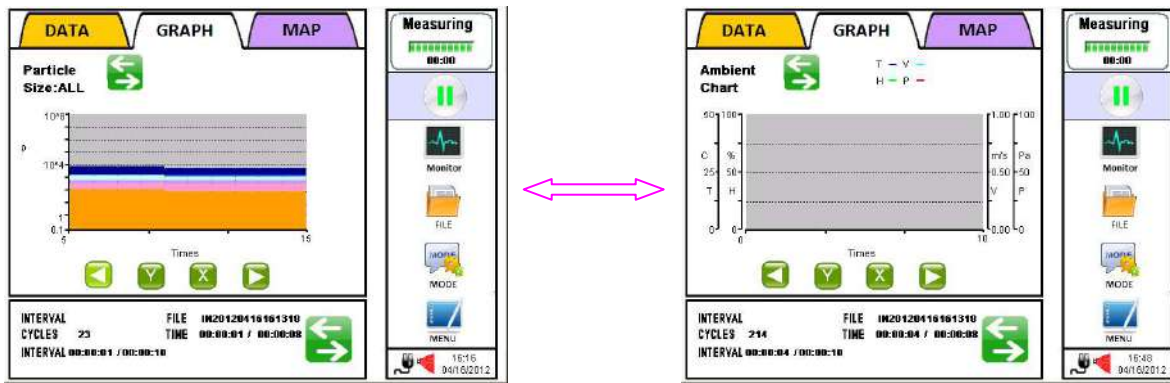 DATA GRAPH MAP
Particle
Size:ALL
10^8
P
10^4
1
0.1
5 15
Times
Y X
INTERVAL FILE IN20120416161310
CYCLES 23 TIME 00:00:01 / 00:00:08
INTERVAL 00:00:01 / 00:00:10
Measuring
00:00
Monitor
FILE
MODE
MODE
MENU
16:16
04/16/2012
DATA GRAPH MAP
Ambient
Chart
T V
H P
50 100 1.00 100
C % m/s Pa
25 50 0.50 50
T H V P
0 0 0.00 0
0 10
Times
Y X
INTERVAL FILE IN20120416161310
CYCLES 214 TIME 00:00:04 / 00:00:08
INTERVAL 00:00:04 / 00:00:10
Measuring
00:00
Monitor
FILE
MODE
MODE
MENU
16:48
04/16/2012